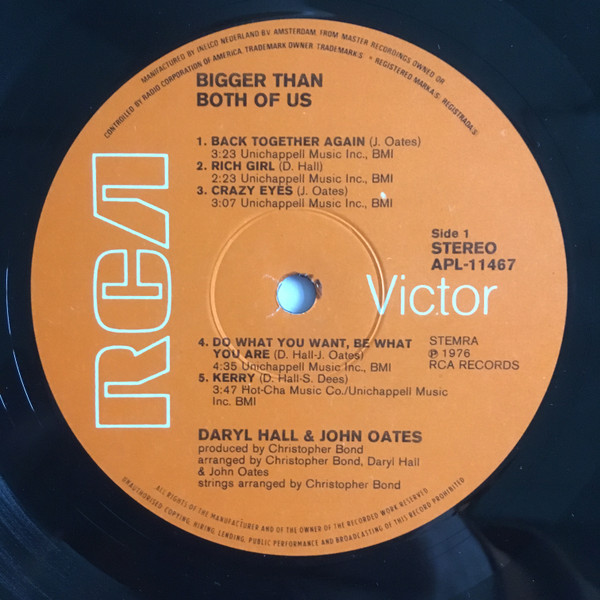 MANUFACTURED BY INELCO NEDERLAND B.V. AMSTERDAM, FROM MASTER RECORDINGS OWNED OR
CONTROLLED BY RADIO CORPORATION OF AMERICA, TRADEMARK OWNER. TRADEMARK.S: • REGISTERED MARKA.S: REGISTRADA.S:
BIGGER THAN
BOTH OF US
1. BACK TOGETHER AGAIN (J. Oates)
3:23 Unichappell Music Inc., BMI
2. RICH GIRL (D. Hall)
2:23 Unichappell Music Inc., BMI
3. CRAZY EYES (J. Oates)
3:07 Unichappell Music Inc., BMI
RCA
Side 1
STEREO
APL-11467
Victor
4. DO WHAT YOU WANT, BE WHAT
YOU ARE (D. Hall-J. Oates)
4:35 Unichappell Music Inc., BMI
5. KERRY (D. Hall-S. Dees)
3:47 Hot-Cha Music Co./Unichappell Music
Inc. BMI
STEMRA
℗ 1976
RCA RECORDS
DARYL HALL & JOHN OATES
produced by Christopher Bond
arranged by Christopher Bond, Daryl Hall
& John Oates
strings arranged by Christopher Bond
ALL RIGHTS OF THE MANUFACTURER AND OF THE OWNER OF THE RECORDED WORK RESERVED
UNAUTHORISED COPYING, HIRING, LENDING, PUBLIC PERFORMANCE AND BROADCASTING OF THIS RECORD PROHIBITED